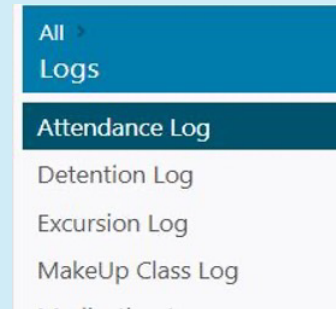 All >
Logs
Attendance Log
Detention Log
Excursion Log
MakeUp Class Log